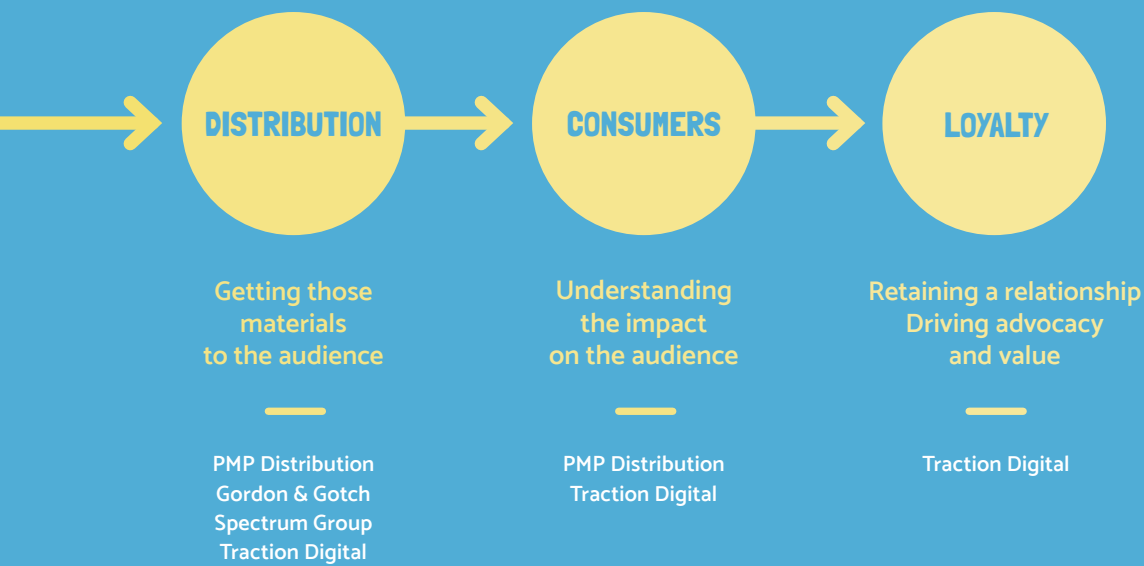 DISTRIBUTION
Getting those
materials
to the audience
PMP Distribution
Gordon & Gotch
Spectrum Group
Traction Digital
CONSUMERS
Understanding
the impact
on the audience
PMP Distribution
Traction Digital
LOYALTY
Retaining a relationship
Driving advocacy
and value
Traction Digital